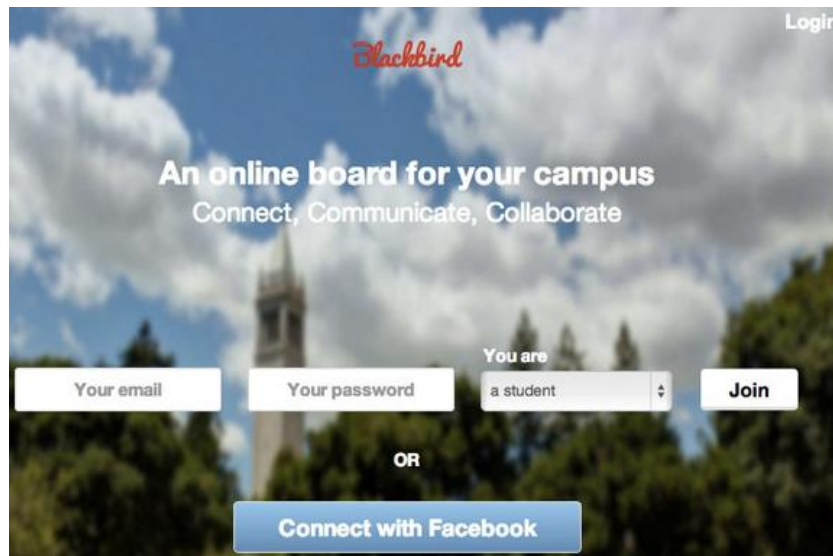 Login
Blackbird
An online board for your campus
Connect, Communicate, Collaborate
You are
Your email
Your password
a student
Join
OR
Connect with Facebook